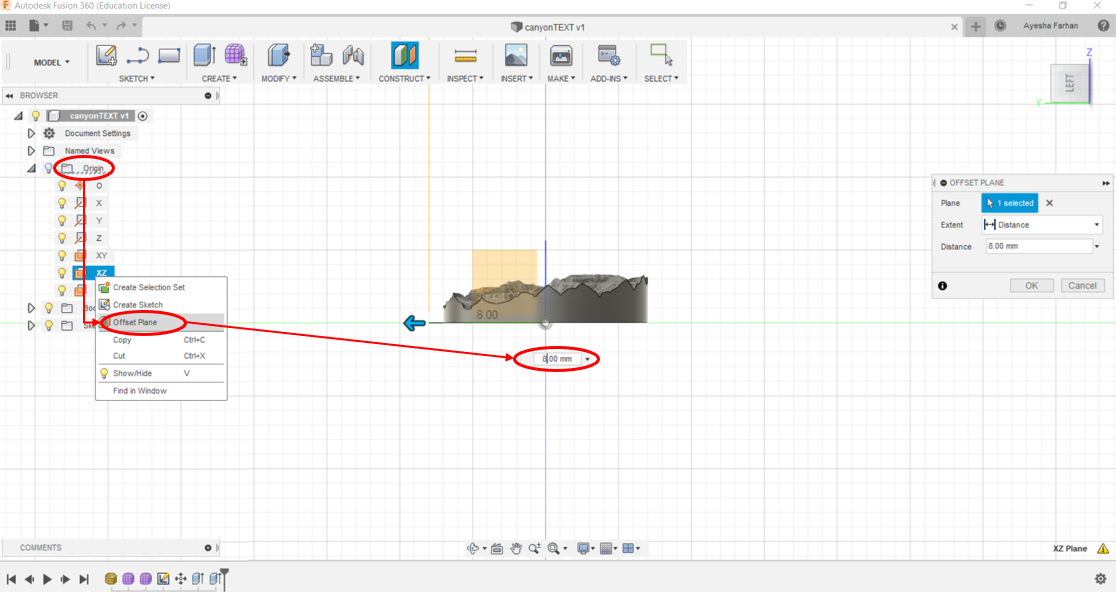 Autodesk Fusion 360 (Education License)
canyonTEXT v1
Ayesha Farhan
MODEL
SKETCH
CREATE
MODIFY
ASSEMBLE
CONSTRUCT
INSPECT
INSERT
MAKE
ADD-INS
SELECT
BROWSER
canyonTEXT v1
Document Settings
Named Views
Origin
O
X
Y
Z
XY
XZ
Create Selection Set
Create Sketch
Offset Plane
Copy Ctrl+C
Cut Ctrl+X
Show/Hide V
Find in Window
8.00
8.00 mm
Z
LEFT
Y
OFFSET PLANE
Plane 1 selected
Extent Distance
Distance 8.00 mm
OK Cancel
COMMENTS
XZ Plane